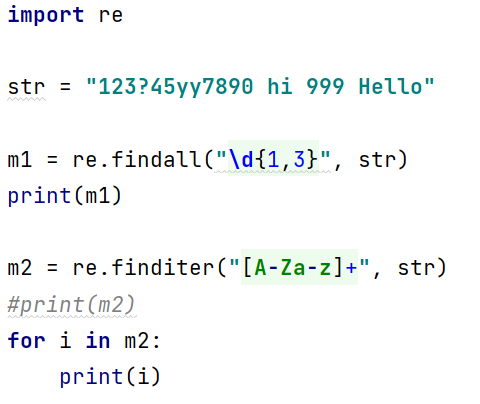 import re
str = "123?45yy7890 hi 999 Hello"
m1 = re.findall("\d{1,3}", str)
print(m1)
m2 = re.finditer("[A-Za-z]+", str)
#print(m2)
for i in m2:
    print(i)